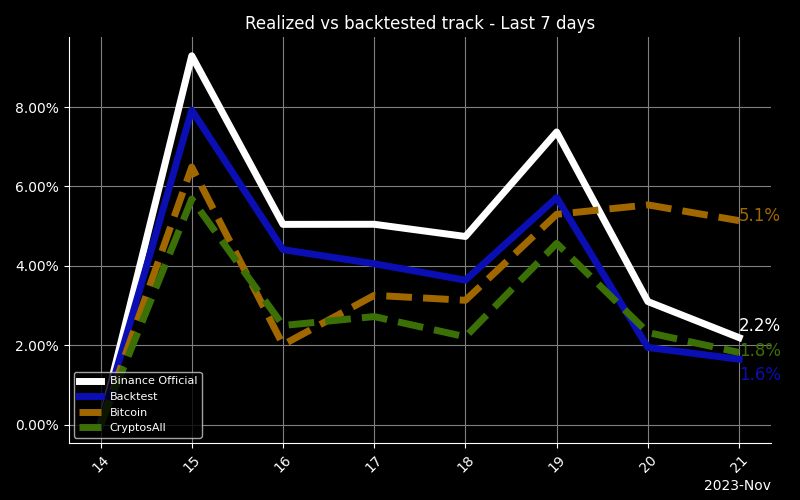 Realized vs backtested track - Last 7 days
8.00%
6.00%
4.00%
2.00%
0.00%
5.1%
2.2%
1.8%
1.6%
Binance Official
Backtest
Bitcoin
CryptosAll
14 15 16 17 18 19 20 21
2023-Nov